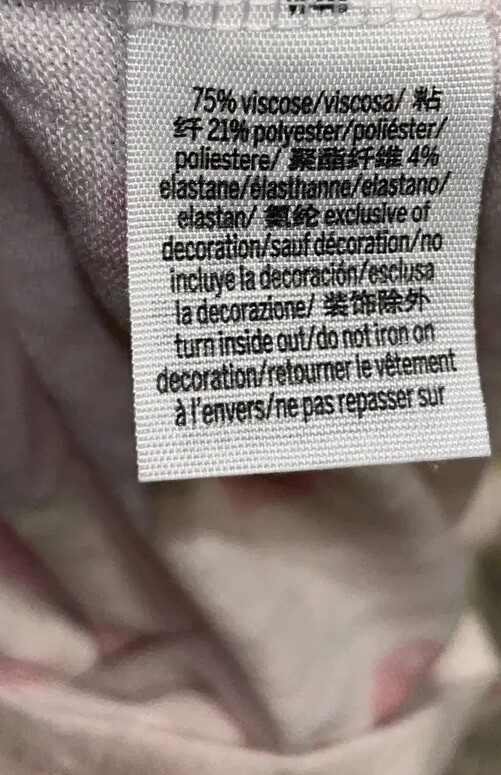 75% viscose/viscosa/ 粘
纤 21% polyester/poliéster/
poliestere/ 聚酯纤维 4%
elastane/élasthanne/elastano/
elastan/ 氨纶 exclusive of
decoration/sauf décoration/no
incluye la decoración/esclusa
la decorazione/ 装饰除外
turn inside out/do not iron on
decoration/retourner le vêtement
à l'envers/ne pas repasser sur